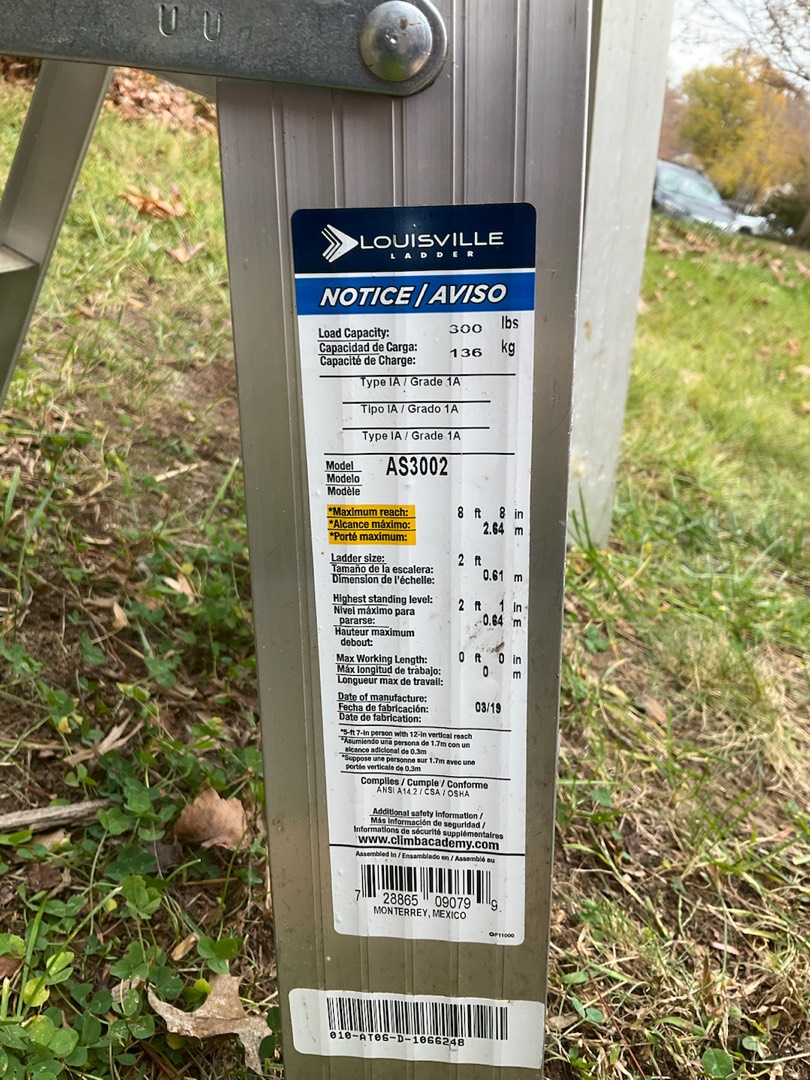 LOUISVILLE
LADDER
NOTICE / AVISO
Load Capacity: 300 lbs
Capacidad de Carga: 136 kg
Capacité de Charge:
Type IA / Grade 1A
Tipo IA / Grado 1A
Type IA / Grade 1A
Model AS3002
Modelo
Modèle
*Maximum reach: 8 ft 8 in
*Alcance máximo: 2.64 m
*Porté maximum:
Ladder size: 2 ft
Tamaño de la escalera:
Dimension de l'échelle: 0.61 m
Highest standing level: 2 ft 1 in
Nivel máximo para
pararse: 0.64 m
Hauteur maximum
debout:
Max Working Length: 0 ft 0 in
Máx longitud de trabajo: 0 m
Longueur max de travail:
Date of manufacture:
Fecha de fabricación: 03/19
Date de fabrication:
*5-ft 7-in person with 12-in vertical reach
*Asumiendo una persona de 1.7m con un
alcance adicional de 0.3m
*Suppose une personne sur 1.7m avec une
portée verticale de 0.3m
Complies / Cumple / Conforme
ANSI A14.2 / CSA / OSHA
Additional safety information /
Más información de seguridad /
Informations de sécurité supplémentaires
www.climbacademy.com
Assembled in / Ensamblado en / Assemblé au
7 28865 09079 9
MONTERREY, MEXICO
OP11000
010-AT06-D-1066248